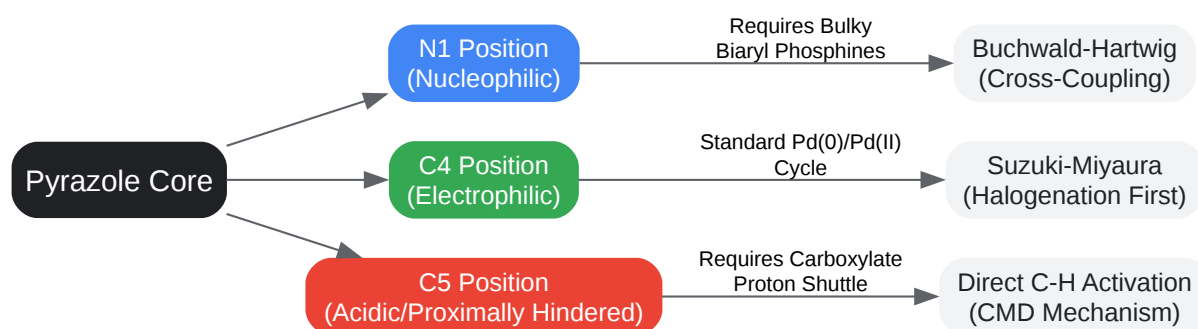 Pyrazole Core
N1 Position
(Nucleophilic)
Requires Bulky
Biaryl Phosphines
Buchwald-Hartwig
(Cross-Coupling)
C4 Position
(Electrophilic)
Standard Pd(0)/Pd(II)
Cycle
Suzuki-Miyaura
(Halogenation First)
C5 Position
(Acidic/Proximally Hindered)
Requires Carboxylate
Proton Shuttle
Direct C-H Activation
(CMD Mechanism)